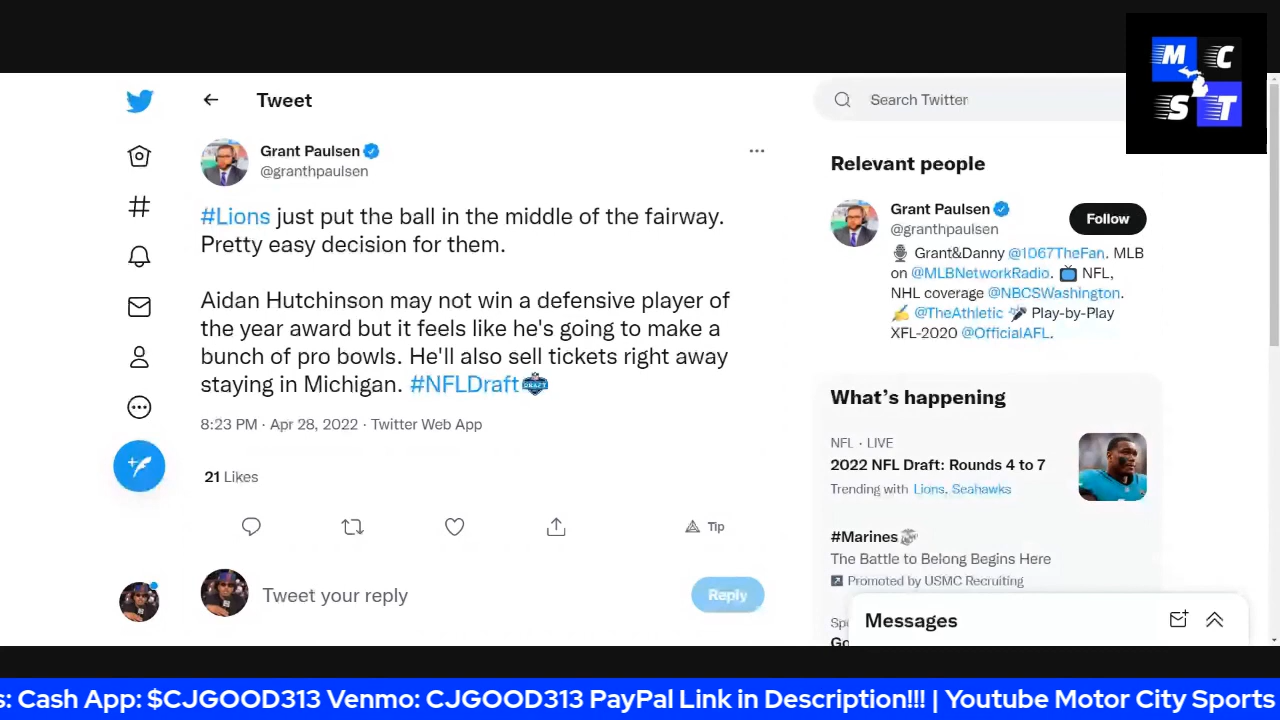 M C
S T
Tweet
Search Twitter
Grant Paulsen
@granthpaulsen
#Lions just put the ball in the middle of the fairway.
Pretty easy decision for them.
Aidan Hutchinson may not win a defensive player of
the year award but it feels like he's going to make a
bunch of pro bowls. He'll also sell tickets right away
staying in Michigan. #NFLDraft
8:23 PM · Apr 28, 2022 · Twitter Web App
21 Likes
Tip
Tweet your reply
Reply
Relevant people
Grant Paulsen
@granthpaulsen
Follow
Grant&Danny @1067TheFan. MLB
on @MLBNetworkRadio. NFL,
NHL coverage @NBCSWashington.
@TheAthletic Play-by-Play
XFL-2020 @OfficialAFL.
What's happening
NFL · LIVE
2022 NFL Draft: Rounds 4 to 7
Trending with Lions, Seahawks
#Marines
The Battle to Belong Begins Here
Promoted by USMC Recruiting
Messages
s: Cash App: $CJGOOD313 Venmo: CJGOOD313 PayPal Link in Description!!! | Youtube Motor City Sports